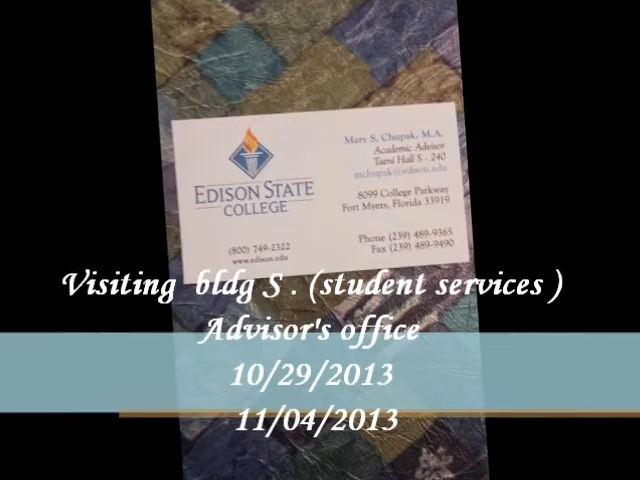 EDISON STATE
COLLEGE
(800) 749-2322
www.edison.edu
Mary S. Chupak, M.A.
Academic Advisor
Taeni Hall S - 240
mchupak@edison.edu
8099 College Parkway
Fort Myers, Florida 33919
Phone (239) 489-9365
Fax (239) 489-9490
Visiting bldg S . (student services )
Advisor's office
10/29/2013
11/04/2013